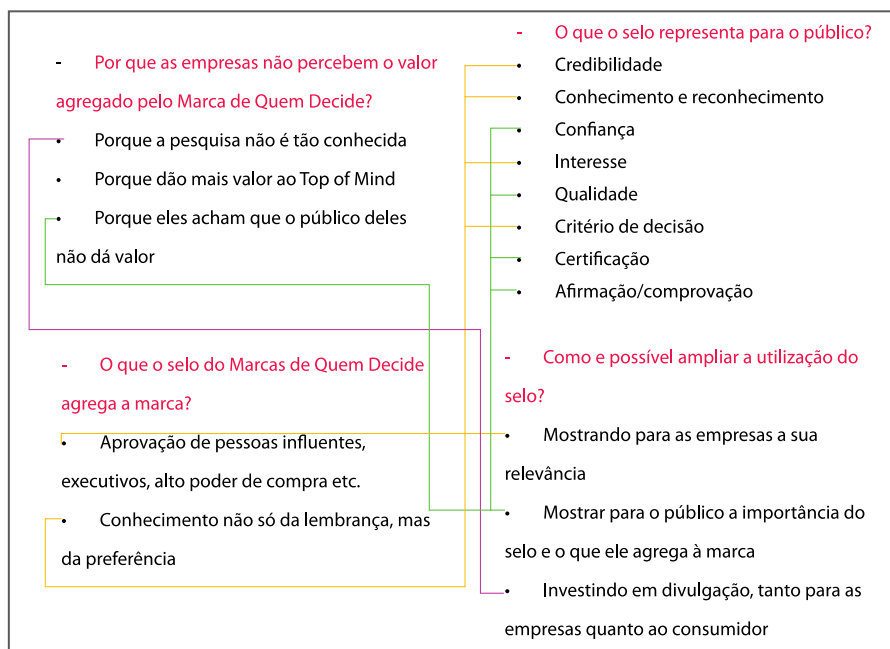 - Por que as empresas não percebem o valor
agregado pelo Marca de Quem Decide?
• Porque a pesquisa não é tão conhecida
• Porque dão mais valor ao Top of Mind
• Porque eles acham que o público deles
não dá valor
- O que o selo do Marcas de Quem Decide
agrega a marca?
• Aprovação de pessoas influentes,
executivos, alto poder de compra etc.
• Conhecimento não só da lembrança, mas
da preferência
- O que o selo representa para o público?
• Credibilidade
• Conhecimento e reconhecimento
• Confiança
• Interesse
• Qualidade
• Critério de decisão
• Certificação
• Afirmação/comprovação
- Como e possível ampliar a utilização do
selo?
• Mostrando para as empresas a sua
relevância
• Mostrar para o público a importância do
selo e o que ele agrega à marca
• Investindo em divulgação, tanto para as
empresas quanto ao consumidor